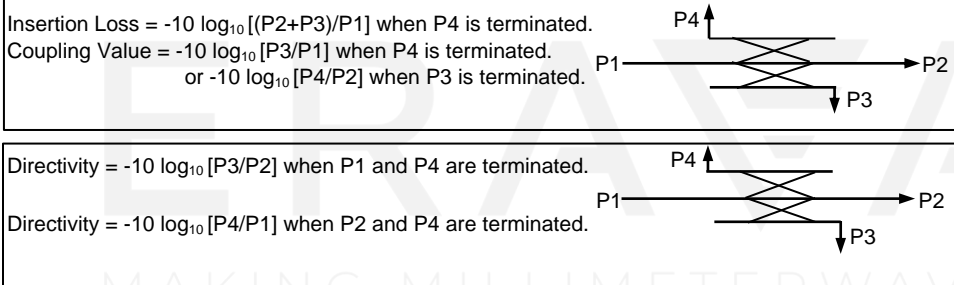 Insertion Loss = -10 log₁₀ [(P2+P3)/P1] when P4 is terminated.
Coupling Value = -10 log₁₀ [P3/P1] when P4 is terminated.
or -10 log₁₀ [P4/P2] when P3 is terminated.
P4
P1
P2
P3
Directivity = -10 log₁₀ [P3/P2] when P1 and P4 are terminated.
Directivity = -10 log₁₀ [P4/P1] when P2 and P4 are terminated.
P4
P1
P2
P3
ERAVA
MAKING MILLIMETERWAV